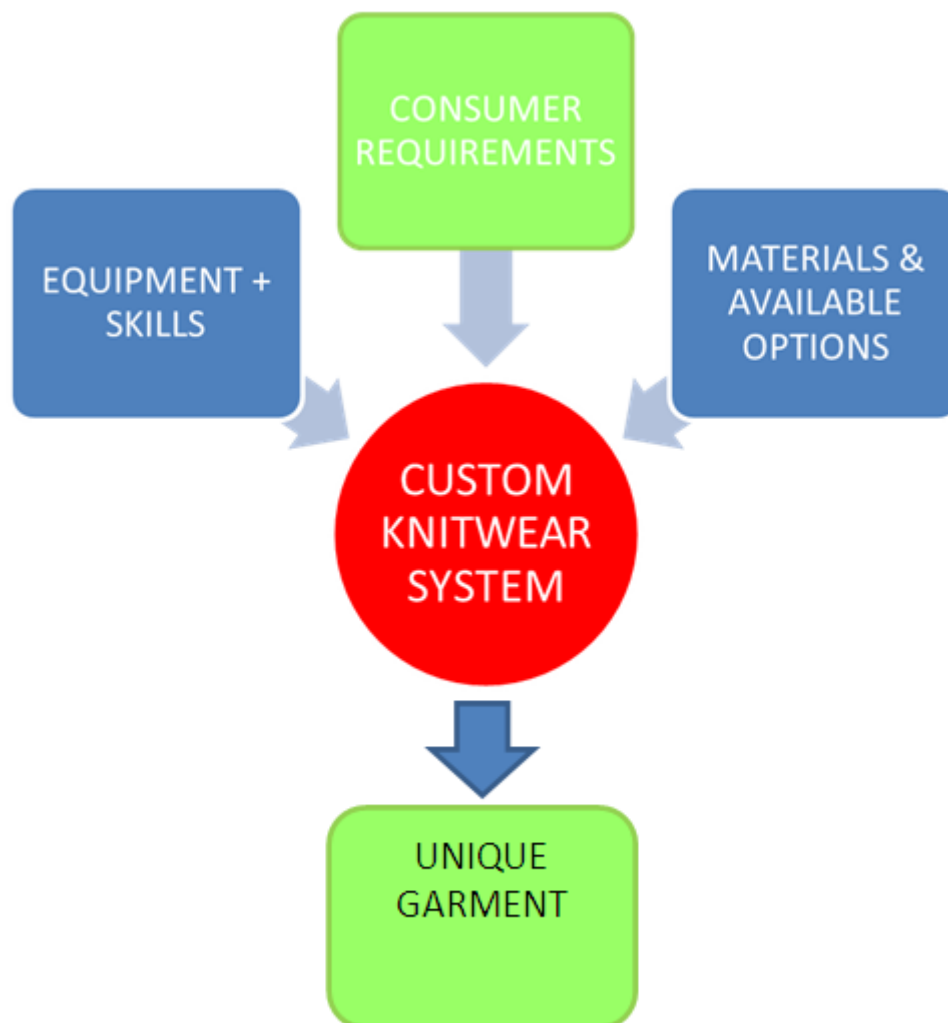 CONSUMER
REQUIREMENTS
EQUIPMENT +
SKILLS
MATERIALS &
AVAILABLE
OPTIONS
CUSTOM
KNITWEAR
SYSTEM
UNIQUE
GARMENT